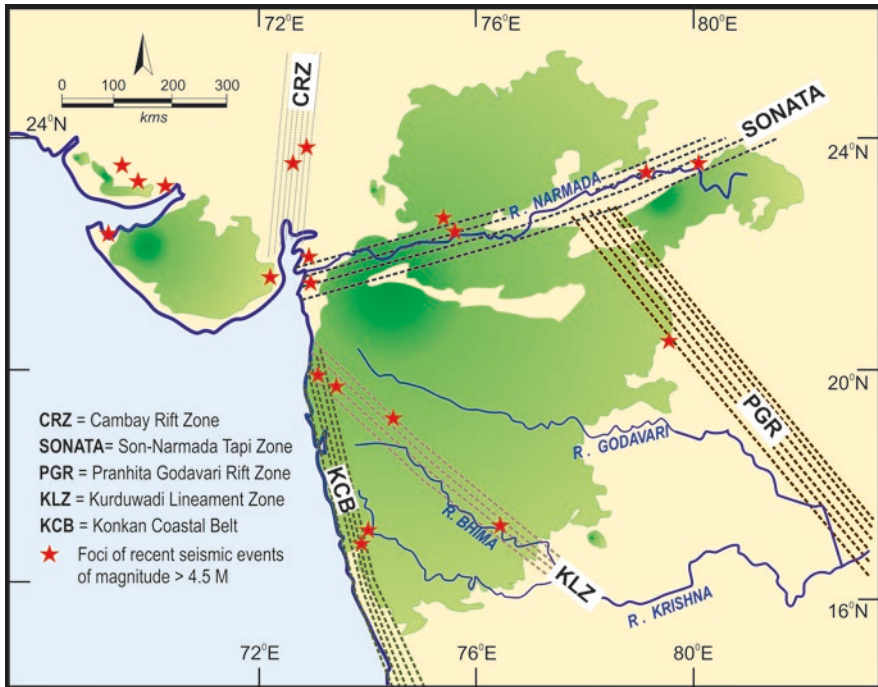 72°E
76°E
80°E
0 100 200 300
kms
CRZ
SONATA
24°N
24°N
R. NARMADA
20°N
20°N
PGR
CRZ = Cambay Rift Zone
SONATA= Son-Narmada Tapi Zone
PGR = Pranhita Godavari Rift Zone
KLZ = Kurduwadi Lineament Zone
KCB = Konkan Coastal Belt
Foci of recent seismic events
of magnitude > 4.5 M
R. GODAVARI
KCB
R. BHIMA
KLZ
R. KRISHNA
16°N
72°E
76°E
80°E